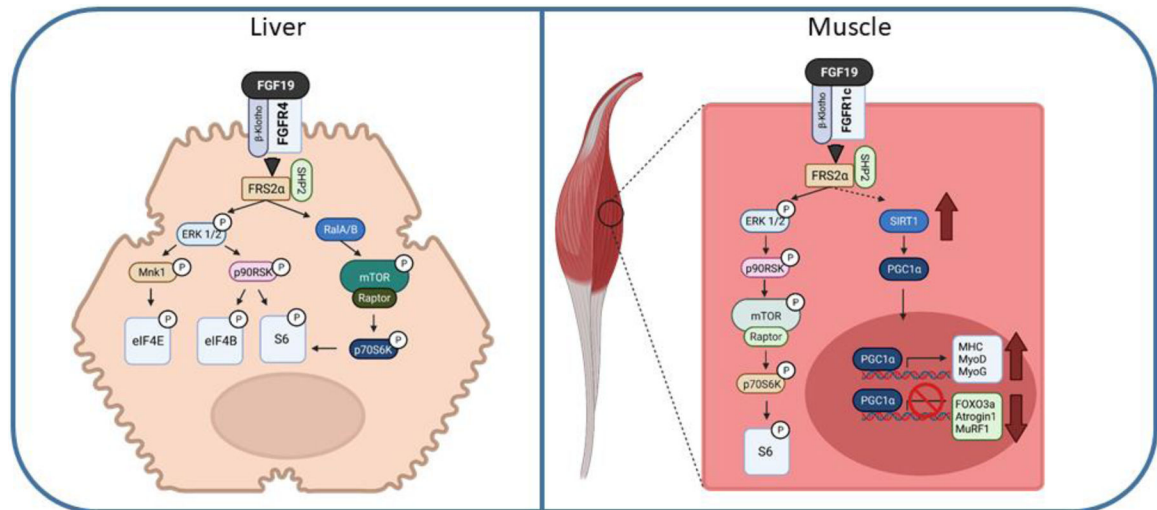 Liver
FGF19
β-Klotho
FGFR4
FRS2α
SHP2
P
ERK 1/2
RalA/B
P
Mnk1
P
p90RSK
P
mTOR
Raptor
P
eIF4E
P
eIF4B
P
S6
P
p70S6K
Muscle
FGF19
β-Klotho
FGFR1c
FRS2α
SHP2
P
ERK 1/2
SIRT1
P
p90RSK
PGC1α
P
mTOR
Raptor
P
p70S6K
P
S6
PGC1α
MHC
MyoD
MyoG
PGC1α
FOXO3a
Atrogin1
MuRF1